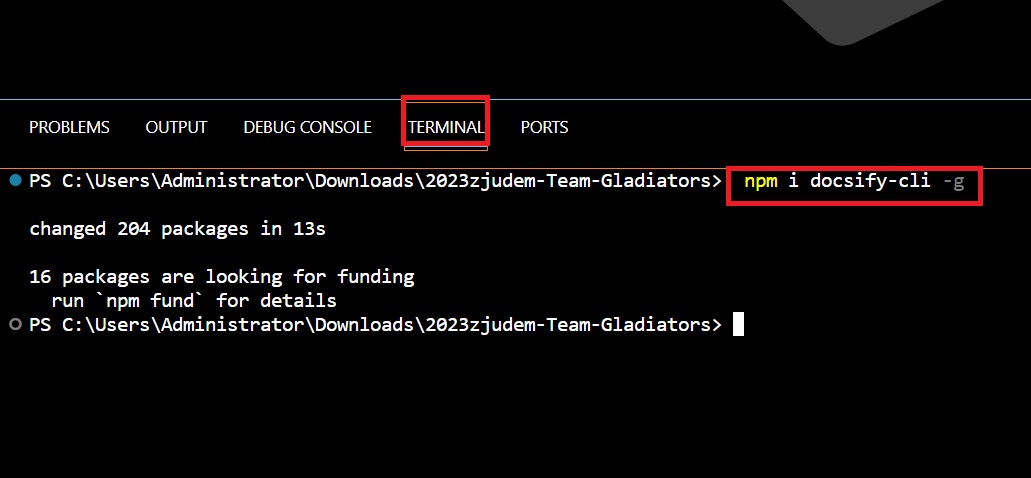 PROBLEMS OUTPUT DEBUG CONSOLE TERMINAL PORTS
PS C:\Users\Administrator\Downloads\2023zjudem-Team-Gladiators> npm i docsify-cli -g
changed 204 packages in 13s
16 packages are looking for funding
run `npm fund` for details
PS C:\Users\Administrator\Downloads\2023zjudem-Team-Gladiators>